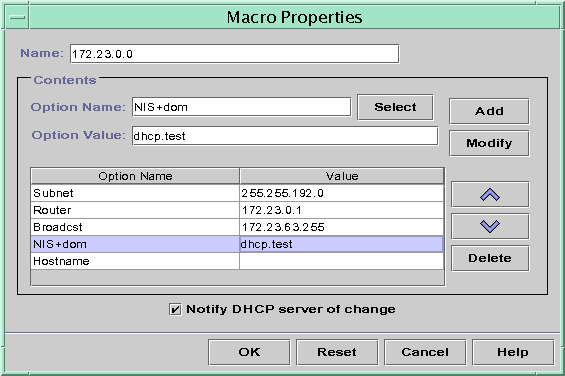 Macro Properties
Name: 172.23.0.0
Contents
Option Name: NIS+dom Select Add
Option Value: dhcp.test Modify
Option Name Value
Subnet 255.255.192.0
Router 172.23.0.1
Broadcst 172.23.63.255
NIS+dom dhcp.test
Hostname
Delete
Notify DHCP server of change
OK Reset Cancel Help